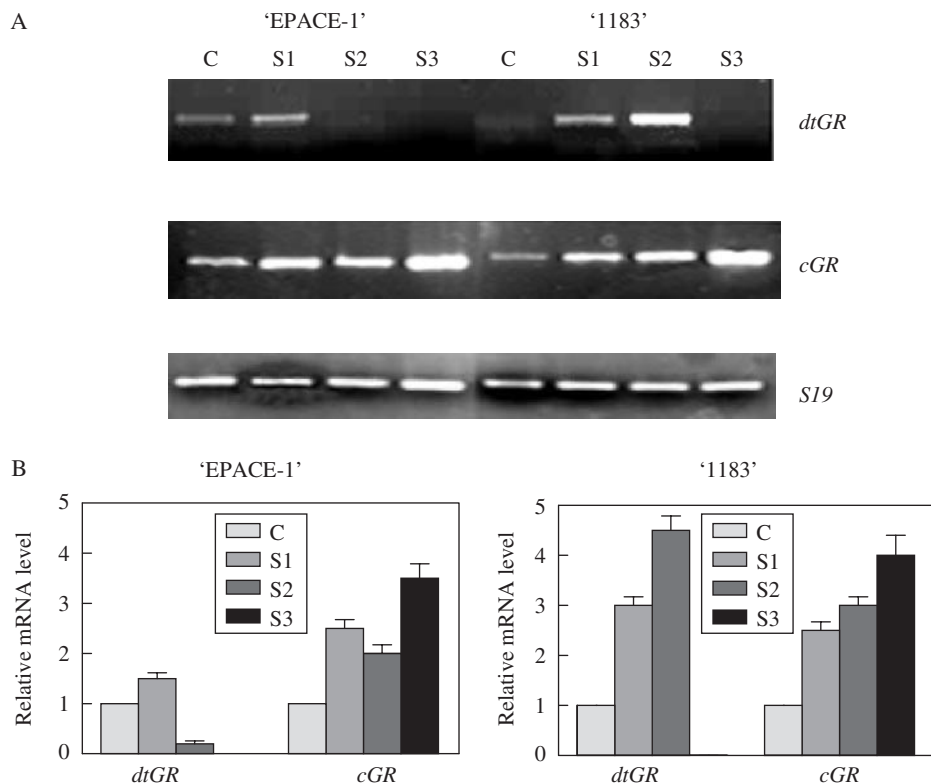 A
‘EPACE-1’ ‘1183’
C S1 S2 S3 C S1 S2 S3
dtGR
cGR
S19
B
‘EPACE-1’
Relative mRNA level
5
4
3
2
1
0
C
S1
S2
S3
dtGR cGR
‘1183’
Relative mRNA level
5
4
3
2
1
0
C
S1
S2
S3
dtGR cGR